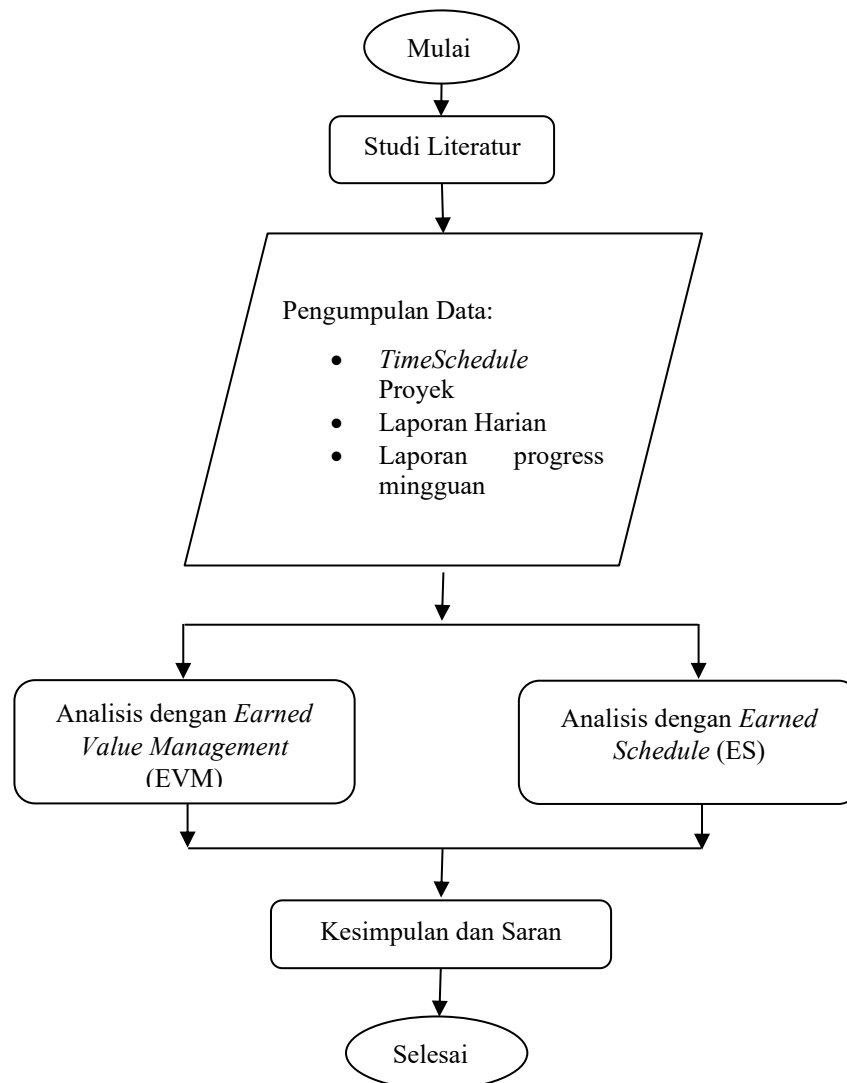 Mulai
Studi Literatur
Pengumpulan Data:
• TimeSchedule
Proyek
• Laporan Harian
• Laporan progress
mingguan
Analisis dengan Earned
Value Management
(EVM)
Analisis dengan Earned
Schedule (ES)
Kesimpulan dan Saran
Selesai